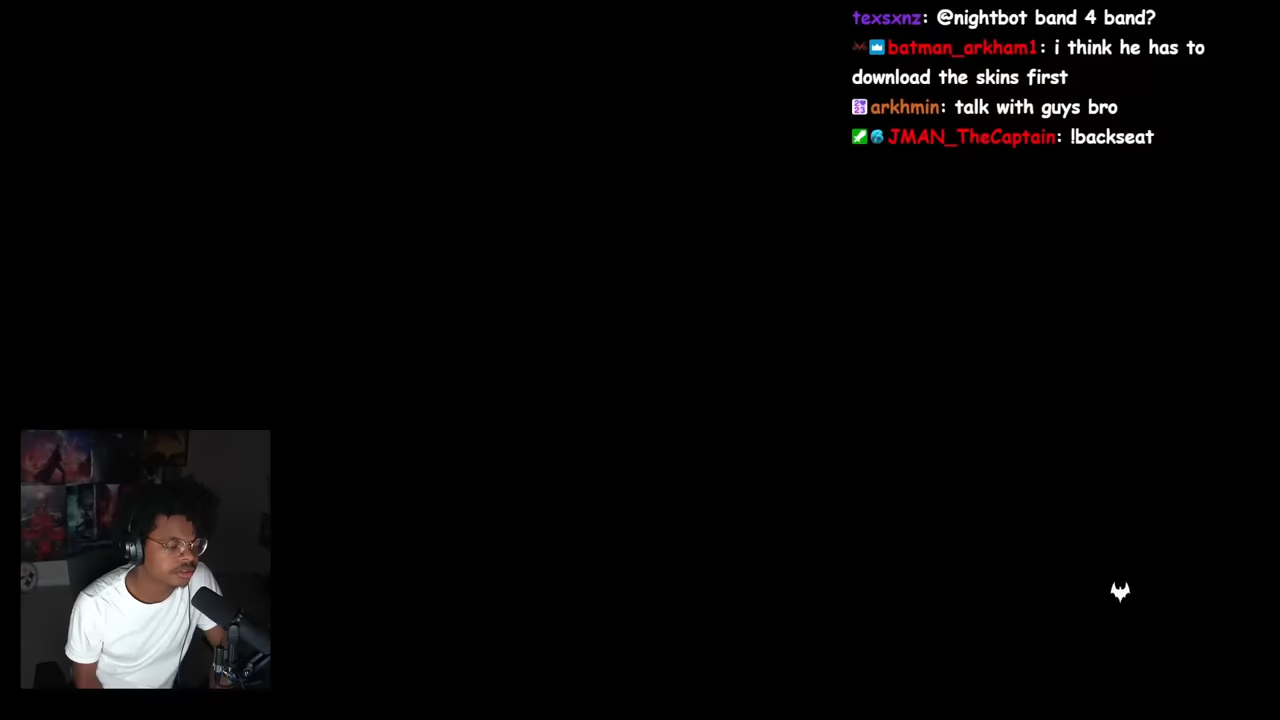 texsxnz: @nightbot band 4 band?
batman_arkham1: i think he has to
download the skins first
arkhmin: talk with guys bro
JMAN_TheCaptain: !backseat